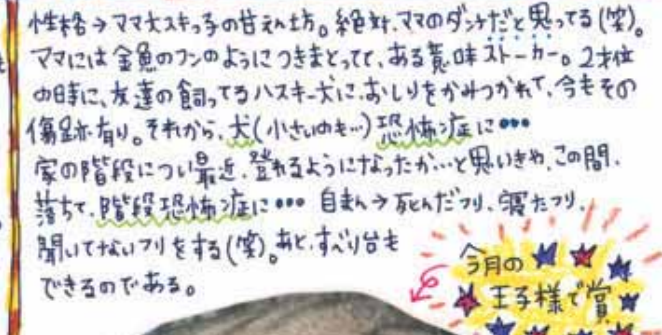 性格→ママ大スキっ子の甘えん坊。絶対、ママのダンナだと思ってる(笑)。
ママには金魚のフンのようにつきまとってて、ある意味ストーカー。2才位
の時に、友達の飼ってるハスキー犬に、おしりをかみつかれて、今もその
傷跡有り。それから、犬(小さいのも…)恐怖症に•••
家の階段につい最近、登れるようになったか…と思いきや、この間、
落ちて、階段恐怖症に••• 自まん→死んだフリ、寝たフリ、
聞いてないフリをする(笑)。あと、すべり台も
できるのである。
今月の
王子様で賞